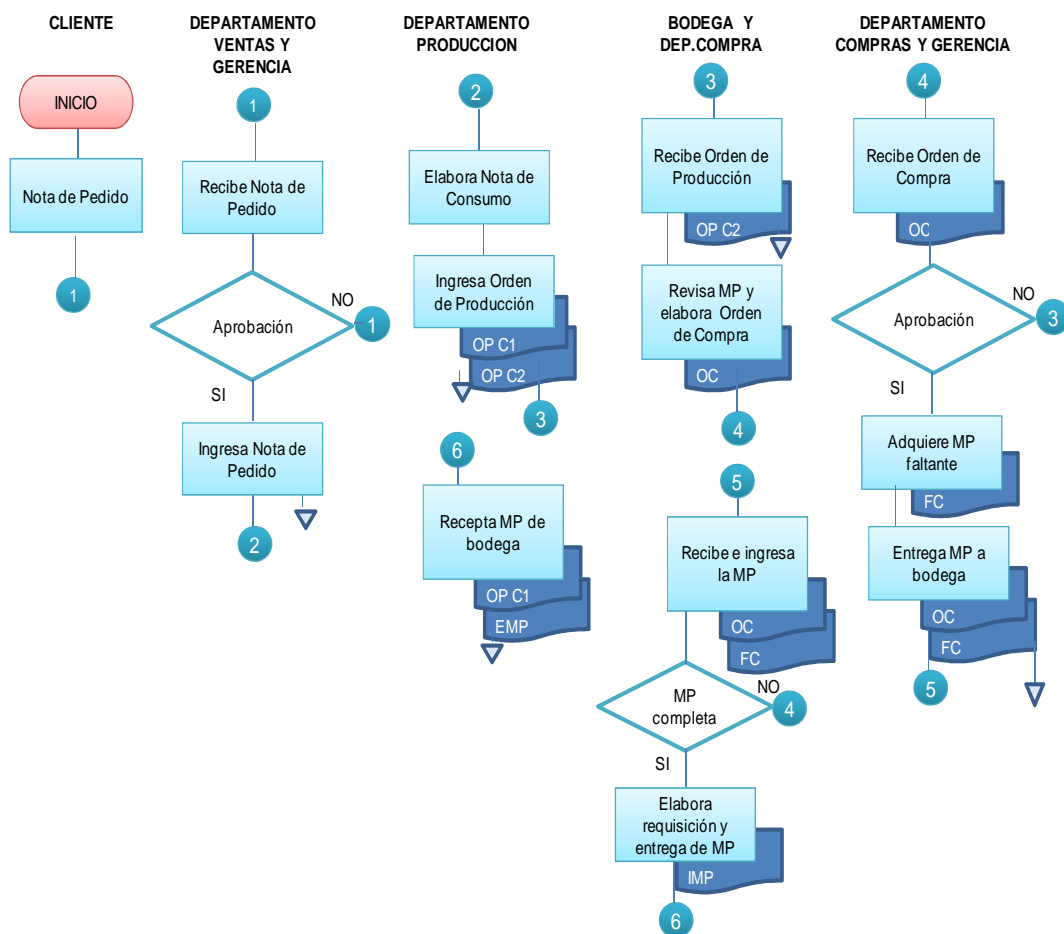 CLIENTE
INICIO
Nota de Pedido
1
DEPARTAMENTO
VENTAS Y
GERENCIA
1
Recibe Nota de
Pedido
Aprobación
NO
1
SI
Ingresa Nota de
Pedido
2
DEPARTAMENTO
PRODUCCION
2
Elabora Nota de
Consumo
Ingresa Orden
de Producción
OP C1
OP C2
3
6
Recepta MP de
bodega
OP C1
EMP
BODEGA Y
DEP.COMPRA
3
Recibe Orden de
Producción
OP C2
Revisa MP y
elabora Orden
de Compra
OC
4
5
Recibe e ingresa
la MP
OC
FC
MP
completa
NO
4
SI
Elabora
requisición y
entrega de MP
IMP
6
DEPARTAMENTO
COMPRAS Y GERENCIA
4
Recibe Orden de
Compra
OC
Aprobación
NO
3
SI
Adquiere MP
faltante
FC
Entrega MP a
bodega
OC
FC
5